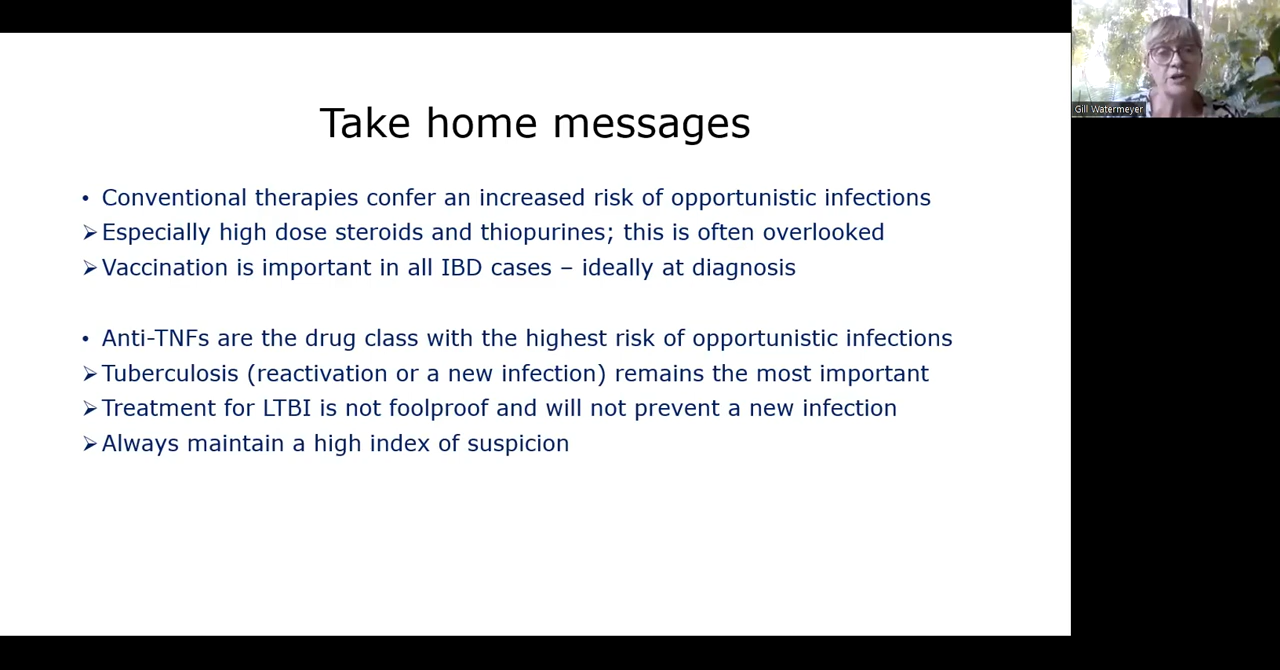 Take home messages
• Conventional therapies confer an increased risk of opportunistic infections
➢ Especially high dose steroids and thiopurines; this is often overlooked
➢ Vaccination is important in all IBD cases – ideally at diagnosis
• Anti-TNFs are the drug class with the highest risk of opportunistic infections
➢ Tuberculosis (reactivation or a new infection) remains the most important
➢ Treatment for LTBI is not foolproof and will not prevent a new infection
➢ Always maintain a high index of suspicion
Gill Watermeyer